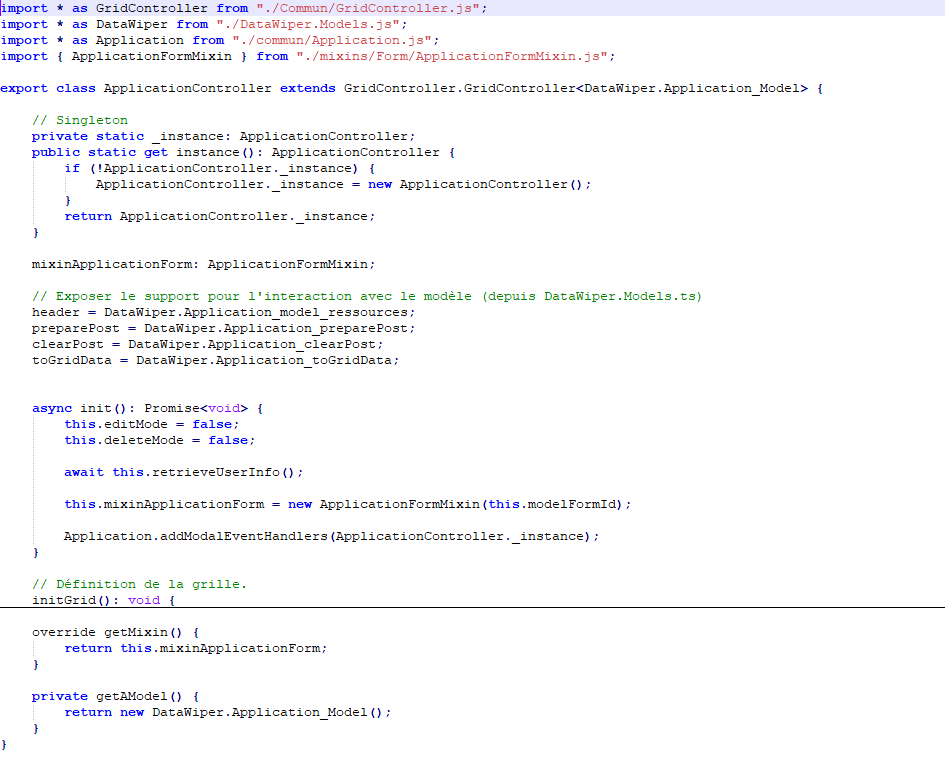 import * as GridController from "./Commun/GridController.js";
import * as DataWiper from "./DataWiper.Models.js";
import * as Application from "./commun/Application.js";
import { ApplicationFormMixin } from "./mixins/Form/ApplicationFormMixin.js";
export class ApplicationController extends GridController.GridController<DataWiper.Application_Model> {
// Singleton
private static _instance: ApplicationController;
public static get instance(): ApplicationController {
if (!ApplicationController._instance) {
ApplicationController._instance = new ApplicationController();
}
return ApplicationController._instance;
}
mixinApplicationForm: ApplicationFormMixin;
// Exposer le support pour l'interaction avec le modèle (depuis DataWiper.Models.ts)
header = DataWiper.Application_model_ressources;
preparePost = DataWiper.Application_preparePost;
clearPost = DataWiper.Application_clearPost;
toGridData = DataWiper.Application_toGridData;
async init(): Promise<void> {
this.editMode = false;
this.deleteMode = false;
await this.retrieveUserInfo();
this.mixinApplicationForm = new ApplicationFormMixin(this.modelFormId);
Application.addModalEventHandlers(ApplicationController._instance);
}
// Définition de la grille.
initGrid(): void {
override getMixin() {
return this.mixinApplicationForm;
}
private getAModel() {
return new DataWiper.Application_Model();
}
}